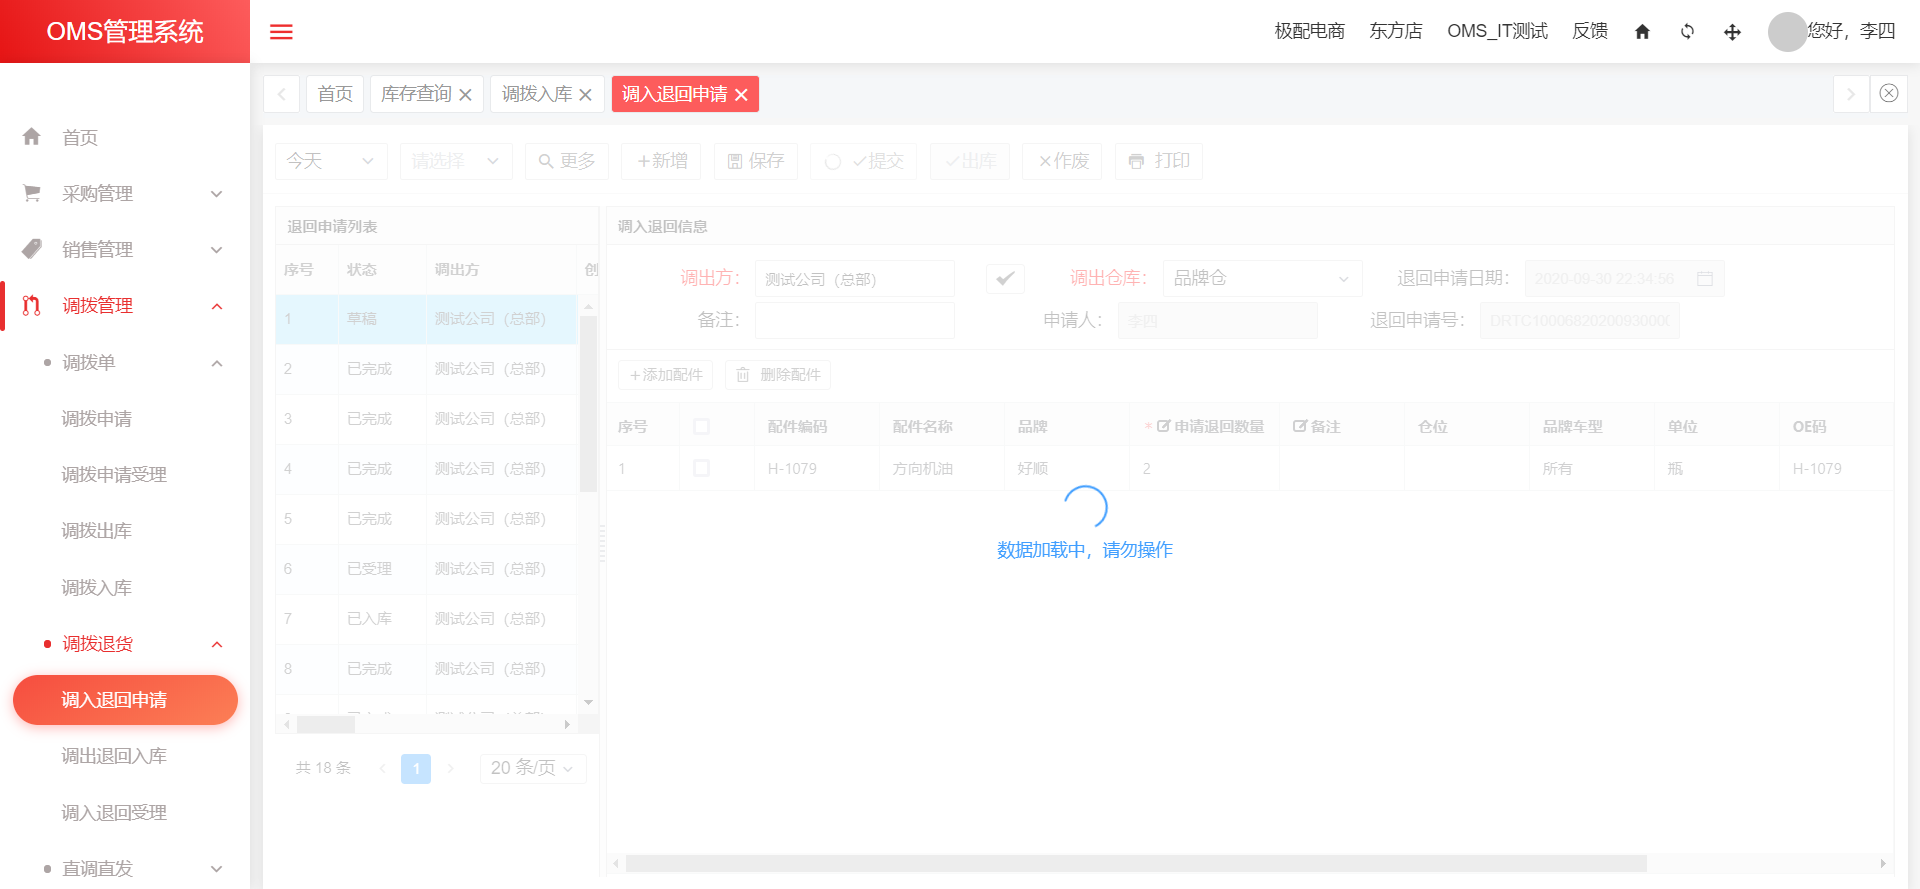 OMS管理系统
极配电商 东方店 OMS_IT测试 反馈 您好，李四
首页 库存查询 调拨入库 调入退回申请
首页
采购管理
销售管理
调拨管理
调拨单
调拨申请
调拨申请受理
调拨出库
调拨入库
调拨退货
调入退回申请
调出退回入库
调入退回受理
直调直发
今天 请选择 更多 +新增 保存 提交 出库 作废 打印
退回申请列表
序号 状态 调出方 创
1 草稿 测试公司（总部）
2 已完成 测试公司（总部）
3 已完成 测试公司（总部）
4 已完成 测试公司（总部）
5 已完成 测试公司（总部）
6 已受理 测试公司（总部）
7 已入库 测试公司（总部）
8 已完成 测试公司（总部）
共 18 条 1 20 条/页
调入退回信息
调出方： 测试公司（总部） 调出仓库： 品牌仓 退回申请日期： 2020-09-30 22:34:56
备注： 申请人： 李四 退回申请号： DRTC1000682020093000
+添加配件 删除配件
序号 配件编码 配件名称 品牌 *申请退回数量 备注 仓位 品牌车型 单位 OE码
1 H-1079 方向机油 好顺 2 所有 瓶 H-1079
数据加载中，请勿操作